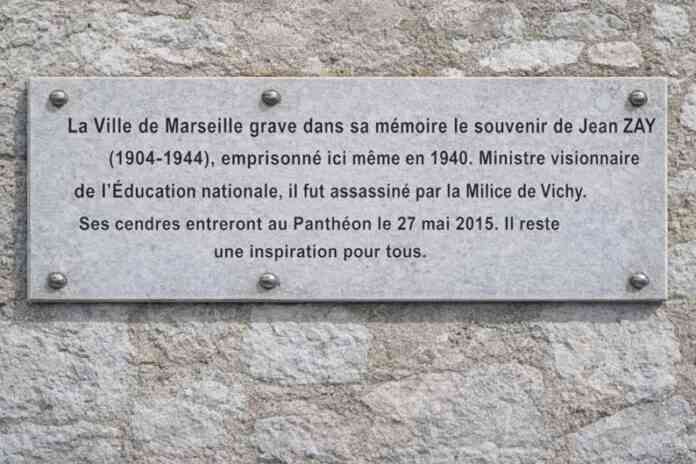 La Ville de Marseille grave dans sa mémoire le souvenir de Jean ZAY
(1904-1944), emprisonné ici même en 1940. Ministre visionnaire
de l'Éducation nationale, il fut assassiné par la Milice de Vichy.
Ses cendres entreront au Panthéon le 27 mai 2015. Il reste
une inspiration pour tous.